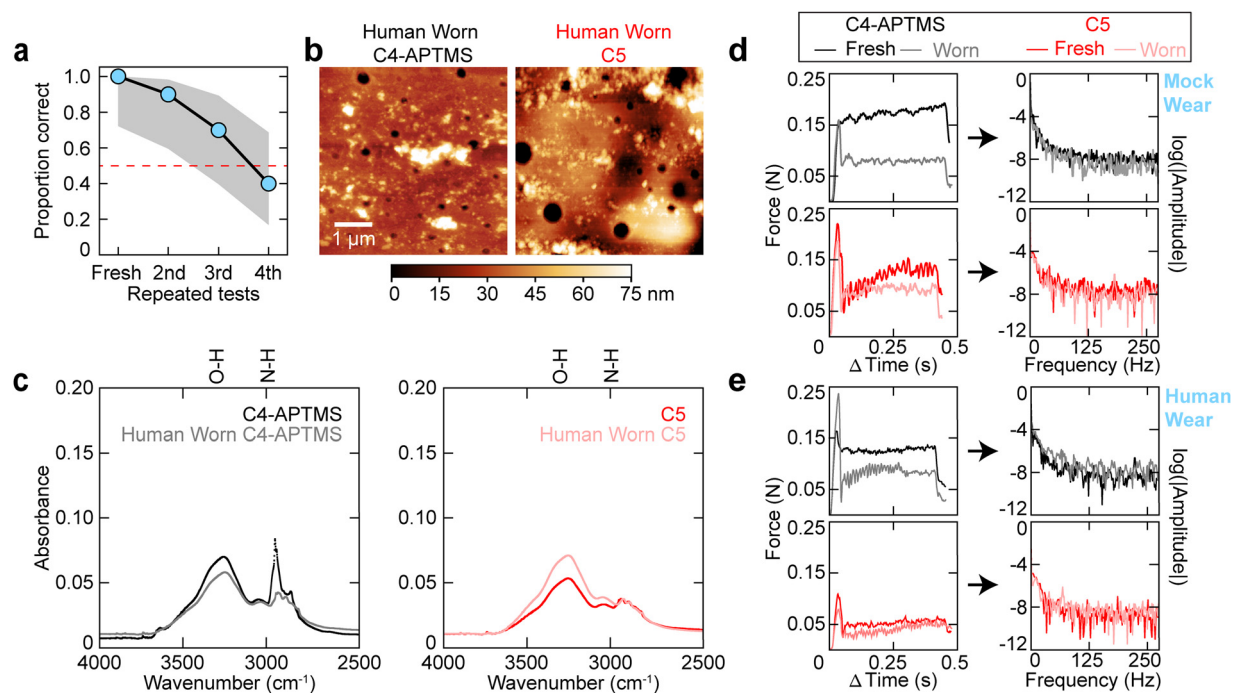 a
Proportion correct
1.0
0.8
0.6
0.4
0.2
0
Fresh 2nd 3rd 4th
Repeated tests
b
Human Worn
C4-APTMS
Human Worn
C5
1 µm
0 15 30 45 60 75 nm
c
O-H
N-H
Absorbance
0.20
0.15
0.10
0.05
0
C4-APTMS
Human Worn C4-APTMS
4000 3500 3000 2500
Wavenumber (cm-1)
O-H
N-H
0.20
0.15
0.10
0.05
0
C5
Human Worn C5
4000 3500 3000 2500
Wavenumber (cm-1)
C4-APTMS
Fresh Worn
C5
Fresh Worn
d
Mock
Wear
Force (N)
0.25
0.15
0.05
0.25
0.15
0.05
0 0.25 0.5
Δ Time (s)
0
-4
-8
-12
0
-4
-8
-12
0 125 250
Frequency (Hz)
log(|Amplitude|)
e
Human
Wear
Force (N)
0.25
0.15
0.05
0.25
0.15
0.05
0 0.25 0.5
Δ Time (s)
0
-4
-8
-12
0
-4
-8
-12
0 125 250
Frequency (Hz)
log(|Amplitude|)